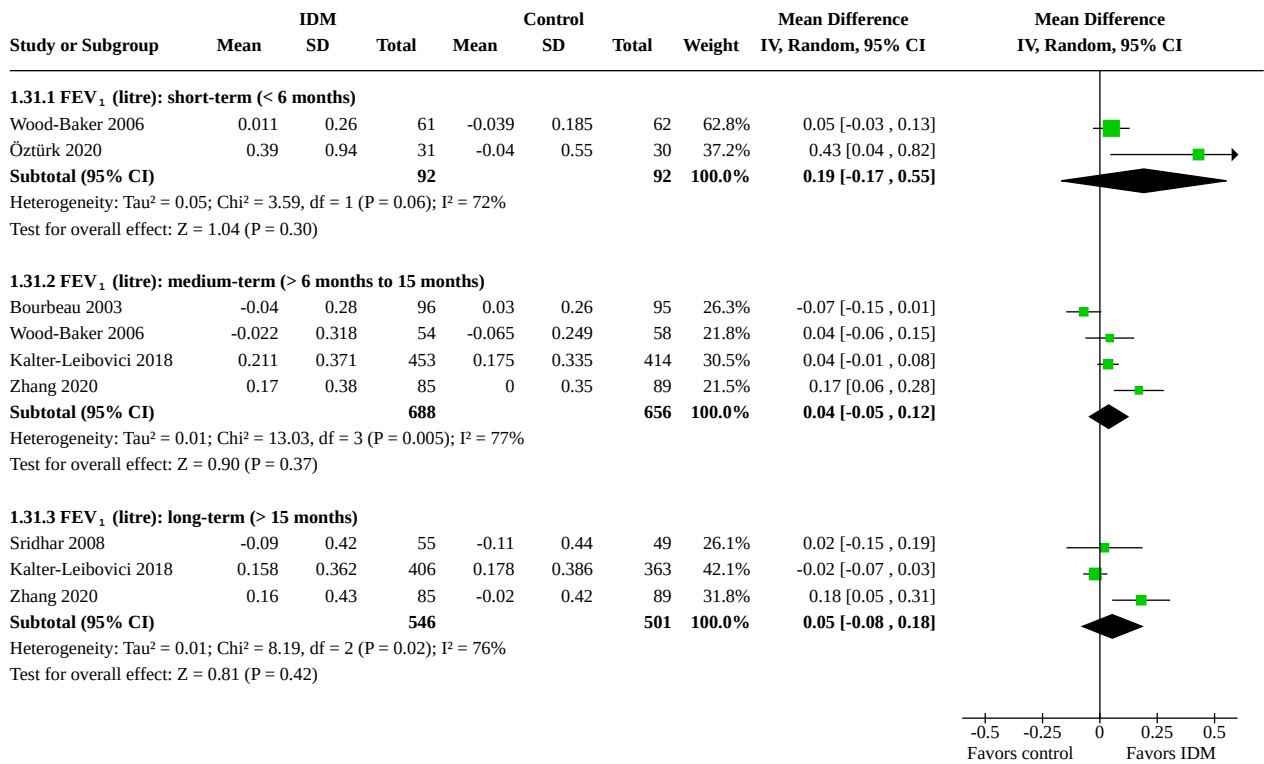 IDM Control Mean Difference Mean Difference
Study or Subgroup Mean SD Total Mean SD Total Weight IV, Random, 95% CI IV, Random, 95% CI
1.31.1 FEV₁ (litre): short-term (< 6 months)
Wood-Baker 2006 0.011 0.26 61 -0.039 0.185 62 62.8% 0.05 [-0.03 , 0.13]
Öztürk 2020 0.39 0.94 31 -0.04 0.55 30 37.2% 0.43 [0.04 , 0.82]
Subtotal (95% CI) 92 92 100.0% 0.19 [-0.17 , 0.55]
Heterogeneity: Tau² = 0.05; Chi² = 3.59, df = 1 (P = 0.06); I² = 72%
Test for overall effect: Z = 1.04 (P = 0.30)
1.31.2 FEV₁ (litre): medium-term (> 6 months to 15 months)
Bourbeau 2003 -0.04 0.28 96 0.03 0.26 95 26.3% -0.07 [-0.15 , 0.01]
Wood-Baker 2006 -0.022 0.318 54 -0.065 0.249 58 21.8% 0.04 [-0.06 , 0.15]
Kalter-Leibovici 2018 0.211 0.371 453 0.175 0.335 414 30.5% 0.04 [-0.01 , 0.08]
Zhang 2020 0.17 0.38 85 0 0.35 89 21.5% 0.17 [0.06 , 0.28]
Subtotal (95% CI) 688 656 100.0% 0.04 [-0.05 , 0.12]
Heterogeneity: Tau² = 0.01; Chi² = 13.03, df = 3 (P = 0.005); I² = 77%
Test for overall effect: Z = 0.90 (P = 0.37)
1.31.3 FEV₁ (litre): long-term (> 15 months)
Sridhar 2008 -0.09 0.42 55 -0.11 0.44 49 26.1% 0.02 [-0.15 , 0.19]
Kalter-Leibovici 2018 0.158 0.362 406 0.178 0.386 363 42.1% -0.02 [-0.07 , 0.03]
Zhang 2020 0.16 0.43 85 -0.02 0.42 89 31.8% 0.18 [0.05 , 0.31]
Subtotal (95% CI) 546 501 100.0% 0.05 [-0.08 , 0.18]
Heterogeneity: Tau² = 0.01; Chi² = 8.19, df = 2 (P = 0.02); I² = 76%
Test for overall effect: Z = 0.81 (P = 0.42)
-0.5 -0.25 0 0.25 0.5
Favors control Favors IDM